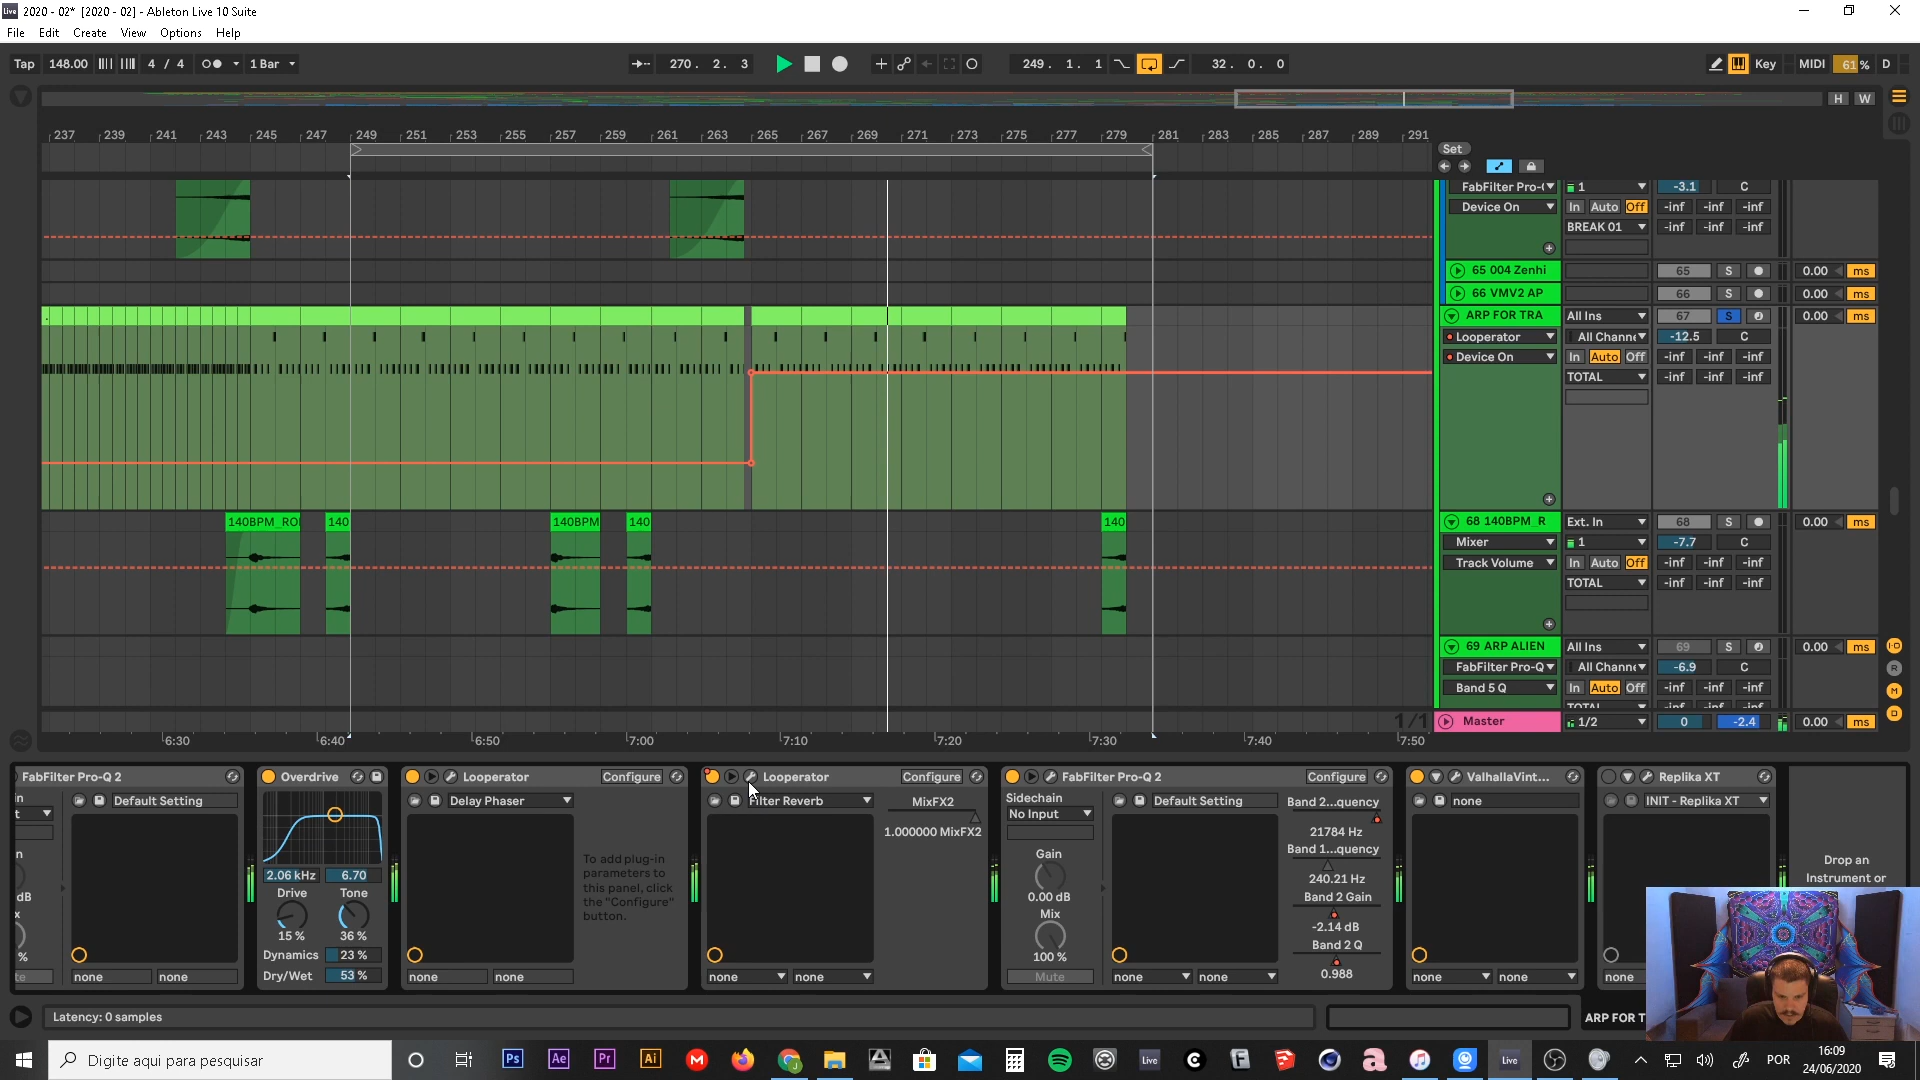 2020 - 02* [2020 - 02] - Ableton Live 10 Suite
File Edit Create View Options Help
Tap 148.00 4 / 4 1 Bar 270. 2. 3 249. 1. 1 32. 0. 0 Key MIDI 61 % D
H W
237 239 241 243 245 247 249 251 253 255 257 259 261 263 265 267 269 271 273 275 277 279 281 283 285 287 289 291
Set
FabFilter Pro-( 1 -3.1 C
Device On In Auto Off -inf -inf -inf
BREAK 01 -inf -inf -inf
65 004 Zenhi 65 S 0.00 ms
66 VMV2 AP 66 S 0.00 ms
ARP FOR TRA All Ins 67 S 0.00 ms
Looperator All Channe -12.5 C
Device On In Auto Off -inf -inf -inf
TOTAL -inf -inf -inf
140BPM_RO 140 140BPM 140 140 68 140BPM_R Ext. In 68 S 0.00 ms
Mixer 1 -7.7 C
Track Volume In Auto Off -inf -inf -inf
TOTAL -inf -inf -inf
69 ARP ALIEN All Ins 69 S 0.00 ms
FabFilter Pro-Q All Channe -6.9 C
Band 5 Q In Auto Off -inf -inf -inf
1/1 Master 1/2 0 -2.4 0.00 ms
6:30 6:40 6:50 7:00 7:10 7:20 7:30 7:40 7:50
I·O
R
M
D
FabFilter Pro-Q 2 Overdrive Looperator Configure Looperator Configure FabFilter Pro-Q 2 Configure ValhallaVint... Replika XT
Default Setting Delay Phaser Filter Reverb MixFX2 Sidechain Default Setting Band 2...quency none INIT - Replika XT
No Input
1.000000 MixFX2 21784 Hz
Band 1...quency
Gain
To add plug-in
parameters to
this panel, click
the "Configure"
button.
2.06 kHz 6.70 240.21 Hz
Drive Tone 0.00 dB Band 2 Gain
Mix
15 % 36 % -2.14 dB
Dynamics 23 % 100 % Band 2 Q
Dry/Wet 53 % Mute 0.988
none none none none none none none none none none none
Drop an
Instrument or
Latency: 0 samples ARP FOR T
Digite aqui para pesquisar
Ps Ae Pr Ai Live Live
POR
16:09
24/06/2020